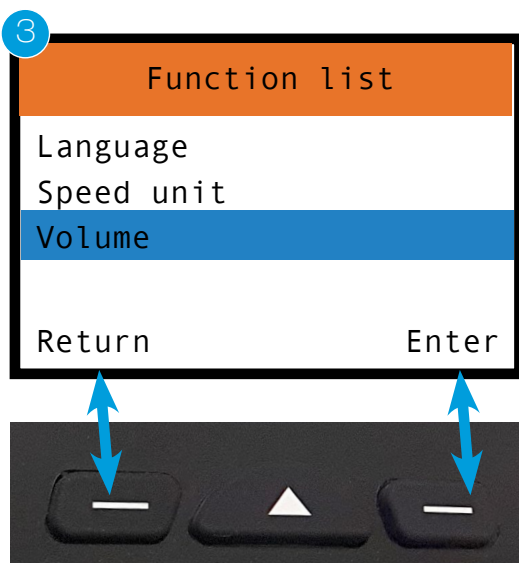 3
Function list
Language
Speed unit
Volume
Return Enter